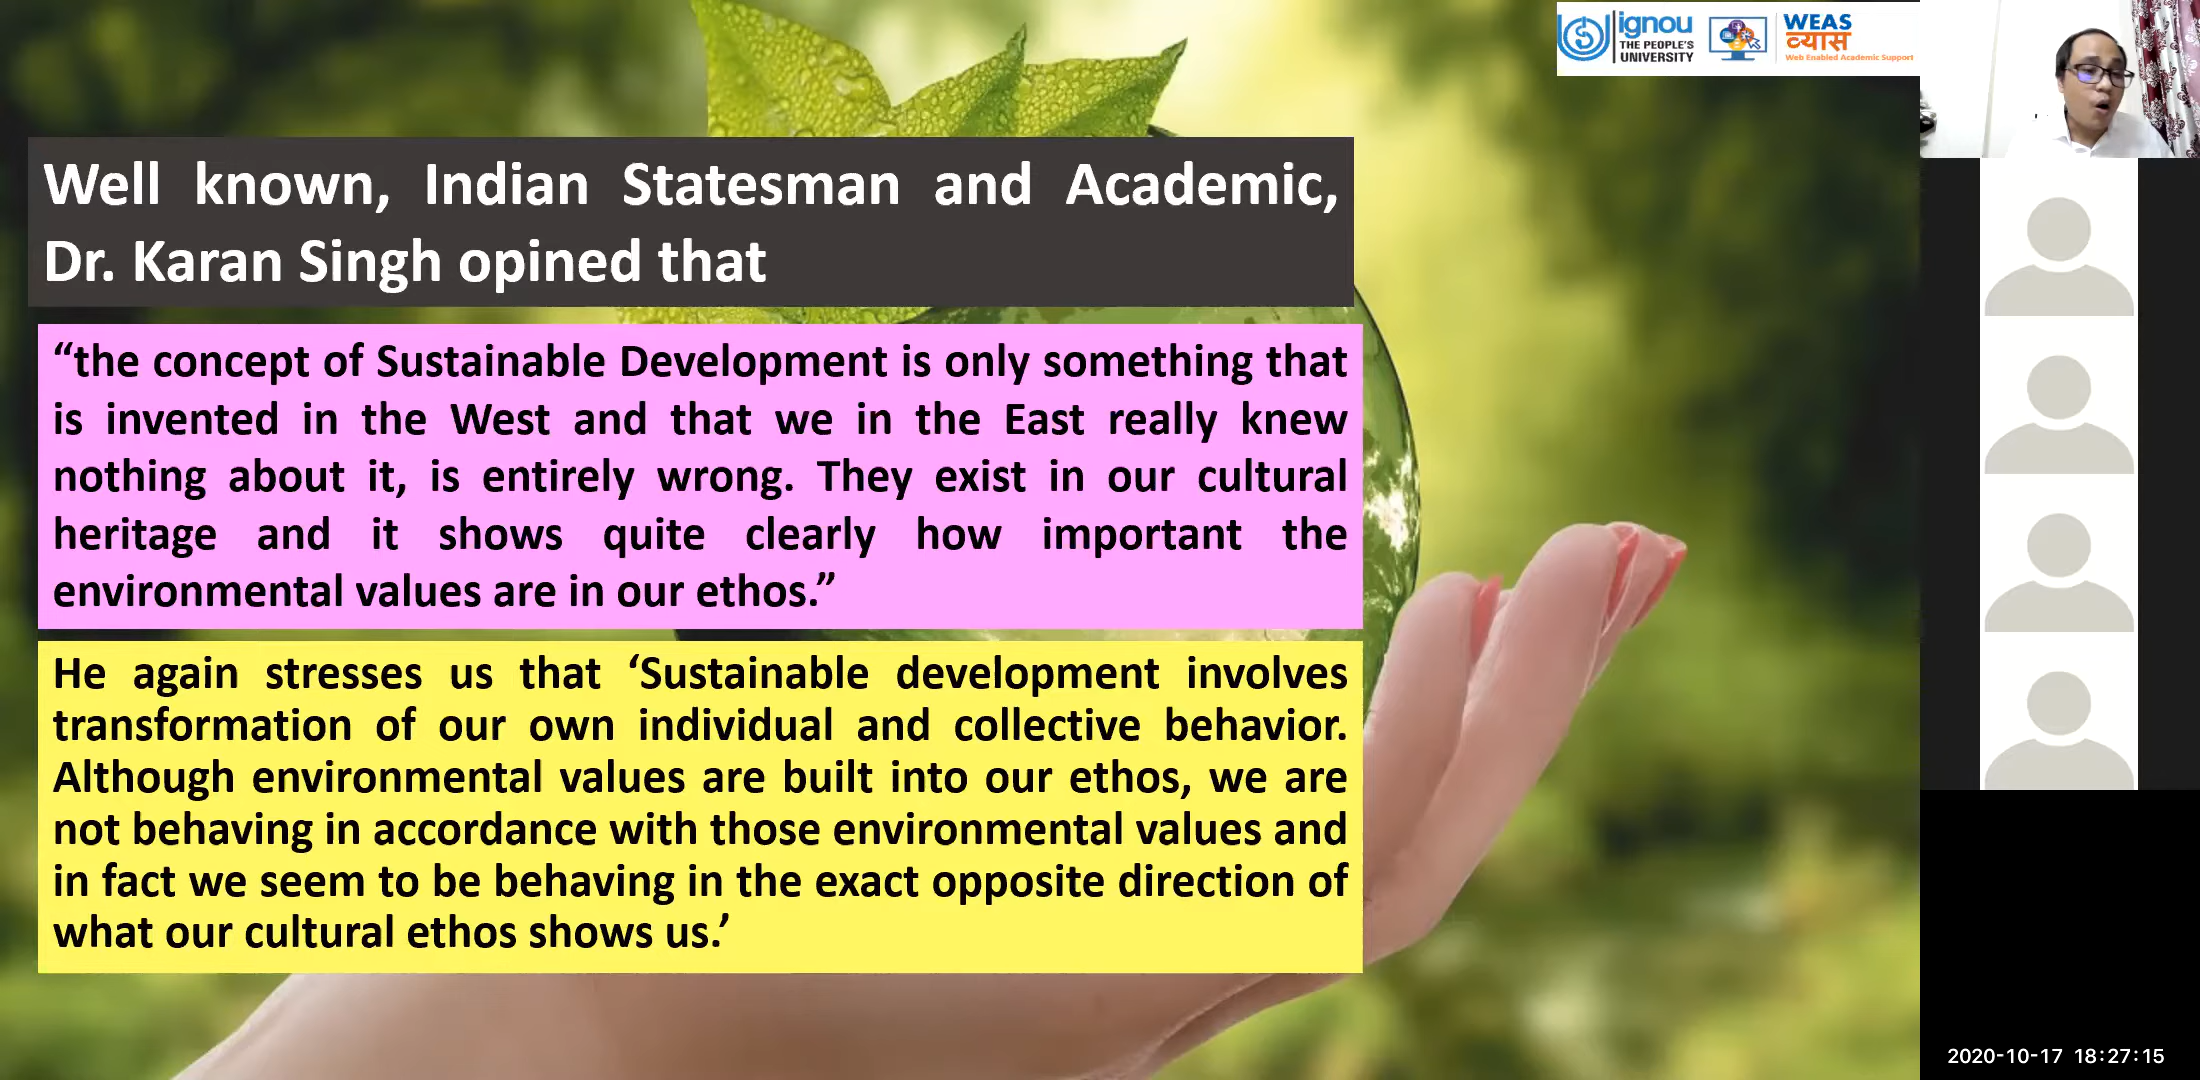 ignou
THE PEOPLE'S
UNIVERSITY
WEAS
व्यास
Web Enabled Academic Support
Well known, Indian Statesman and Academic,
Dr. Karan Singh opined that
“the concept of Sustainable Development is only something that
is invented in the West and that we in the East really knew
nothing about it, is entirely wrong. They exist in our cultural
heritage and it shows quite clearly how important the
environmental values are in our ethos.”
He again stresses us that ‘Sustainable development involves
transformation of our own individual and collective behavior.
Although environmental values are built into our ethos, we are
not behaving in accordance with those environmental values and
in fact we seem to be behaving in the exact opposite direction of
what our cultural ethos shows us.’
2020-10-17 18:27:15